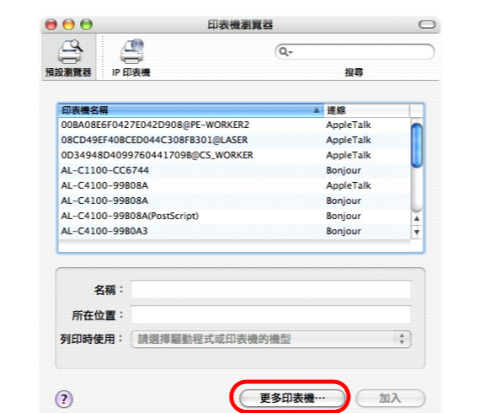 印表機瀏覽器
預設瀏覽器 IP 印表機 搜尋
印表機名稱 連線
00BA08E6F0427E042D908@PE-WORKER2 AppleTalk
08CD49EF40BCED044C308FB301@LASER AppleTalk
0D34948D4099760441709B@CS_WORKER AppleTalk
AL-C1100-CC6744 Bonjour
AL-C4100-99B08A AppleTalk
AL-C4100-99B08A Bonjour
AL-C4100-99B08A(PostScript) Bonjour
AL-C4100-99B0A3 Bonjour
名稱：
所在位置：
列印時使用： 請選擇驅動程式或印表機的機型
? 更多印表機⋯ 加入